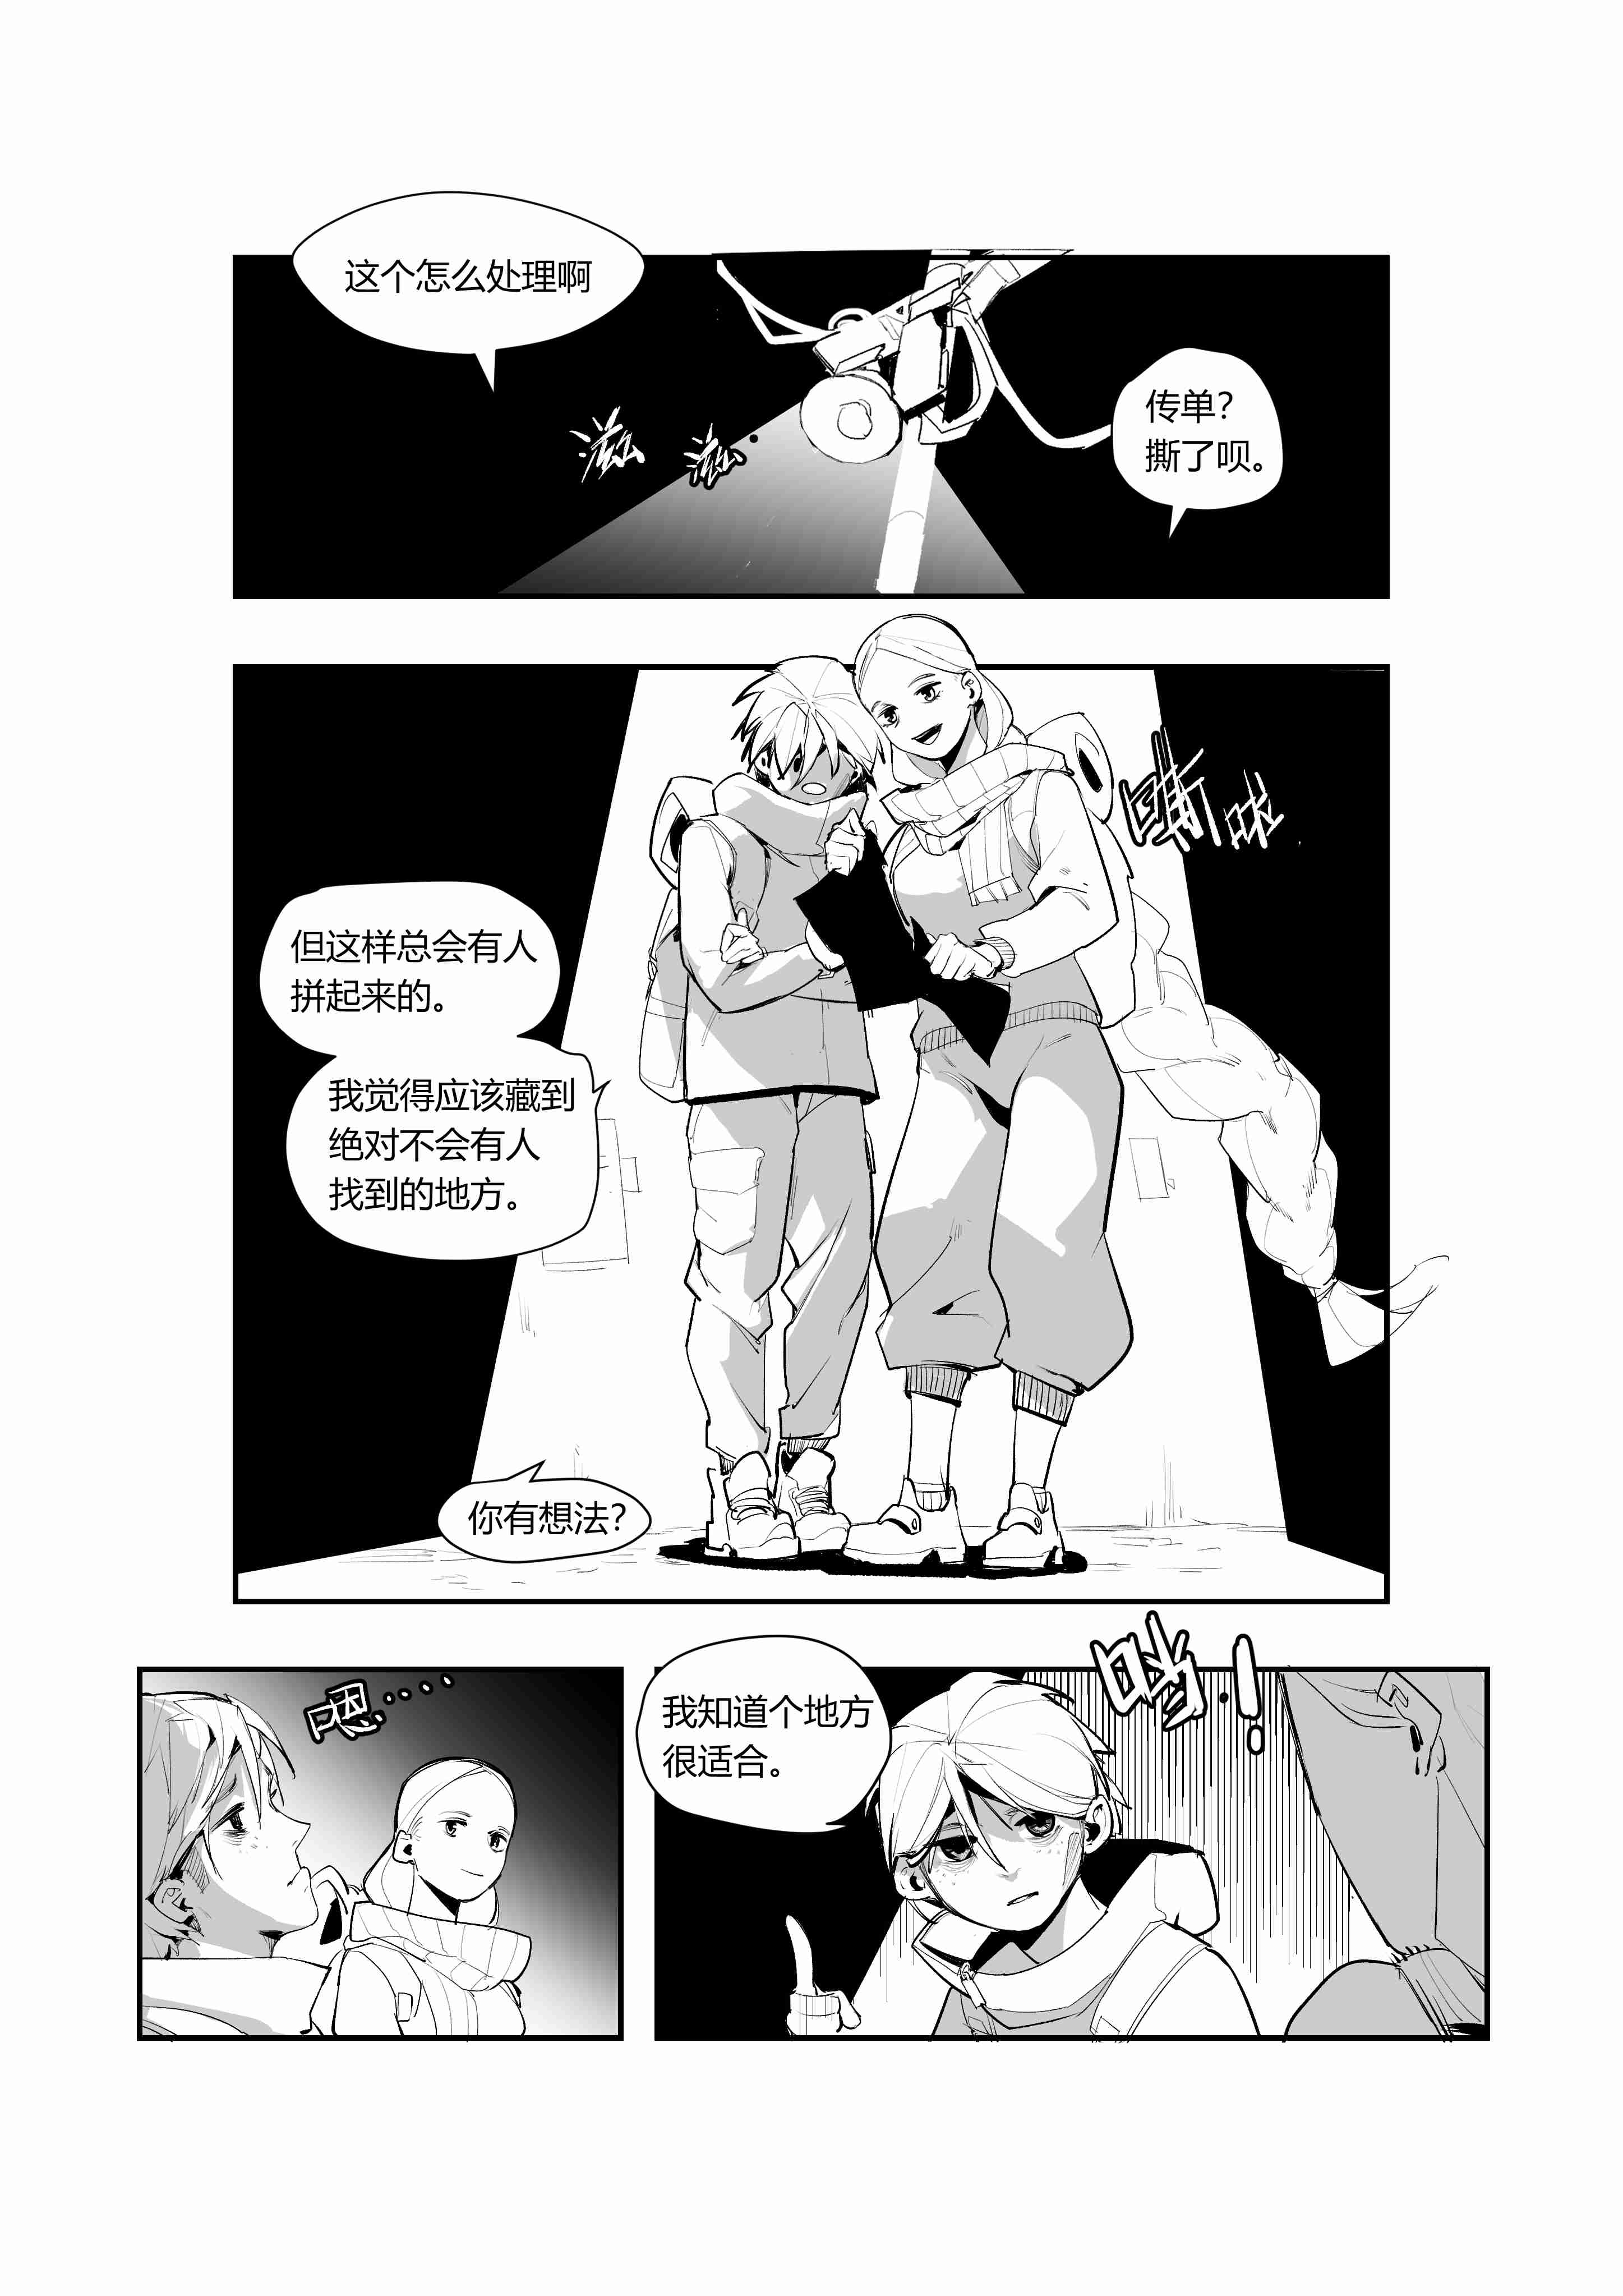 这个怎么处理啊
滋 滋
传单？
撕了呗。
嘶啦
但这样总会有人
拼起来的。
我觉得应该藏到
绝对不会有人
找到的地方。
你有想法？
嗯····
我知道个地方
很适合。